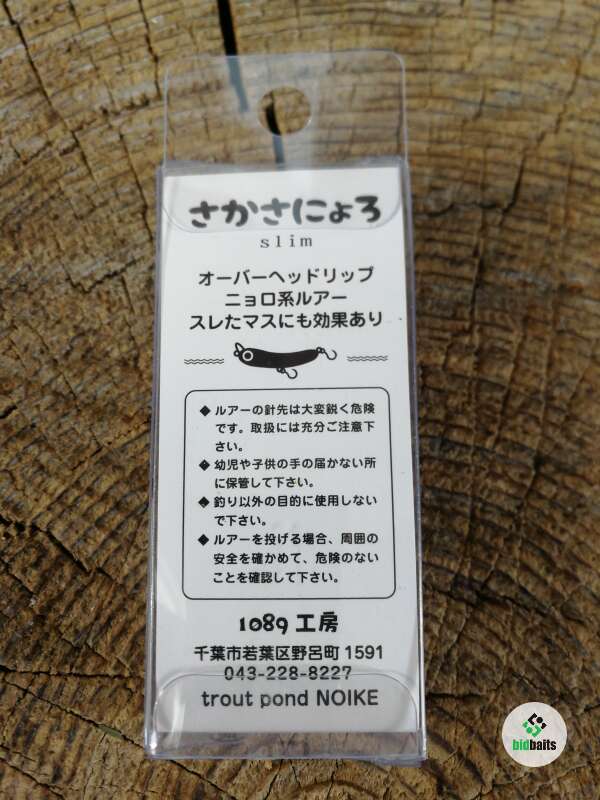 さかさにょろ
slim
オーバーヘッドリップ
ニョロ系ルアー
スレたマスにも効果あり
◆ルアーの針先は大変鋭く危険
です。取扱には充分ご注意下
さい。
◆幼児や子供の手の届かない所
に保管して下さい。
◆釣り以外の目的に使用しない
で下さい。
◆ルアーを投げる場合、周囲の
安全を確かめて、危険のない
ことを確認して下さい。
1089 工房
千葉市若葉区野呂町 1591
043-228-8227
trout pond NOIKE
bidbaits